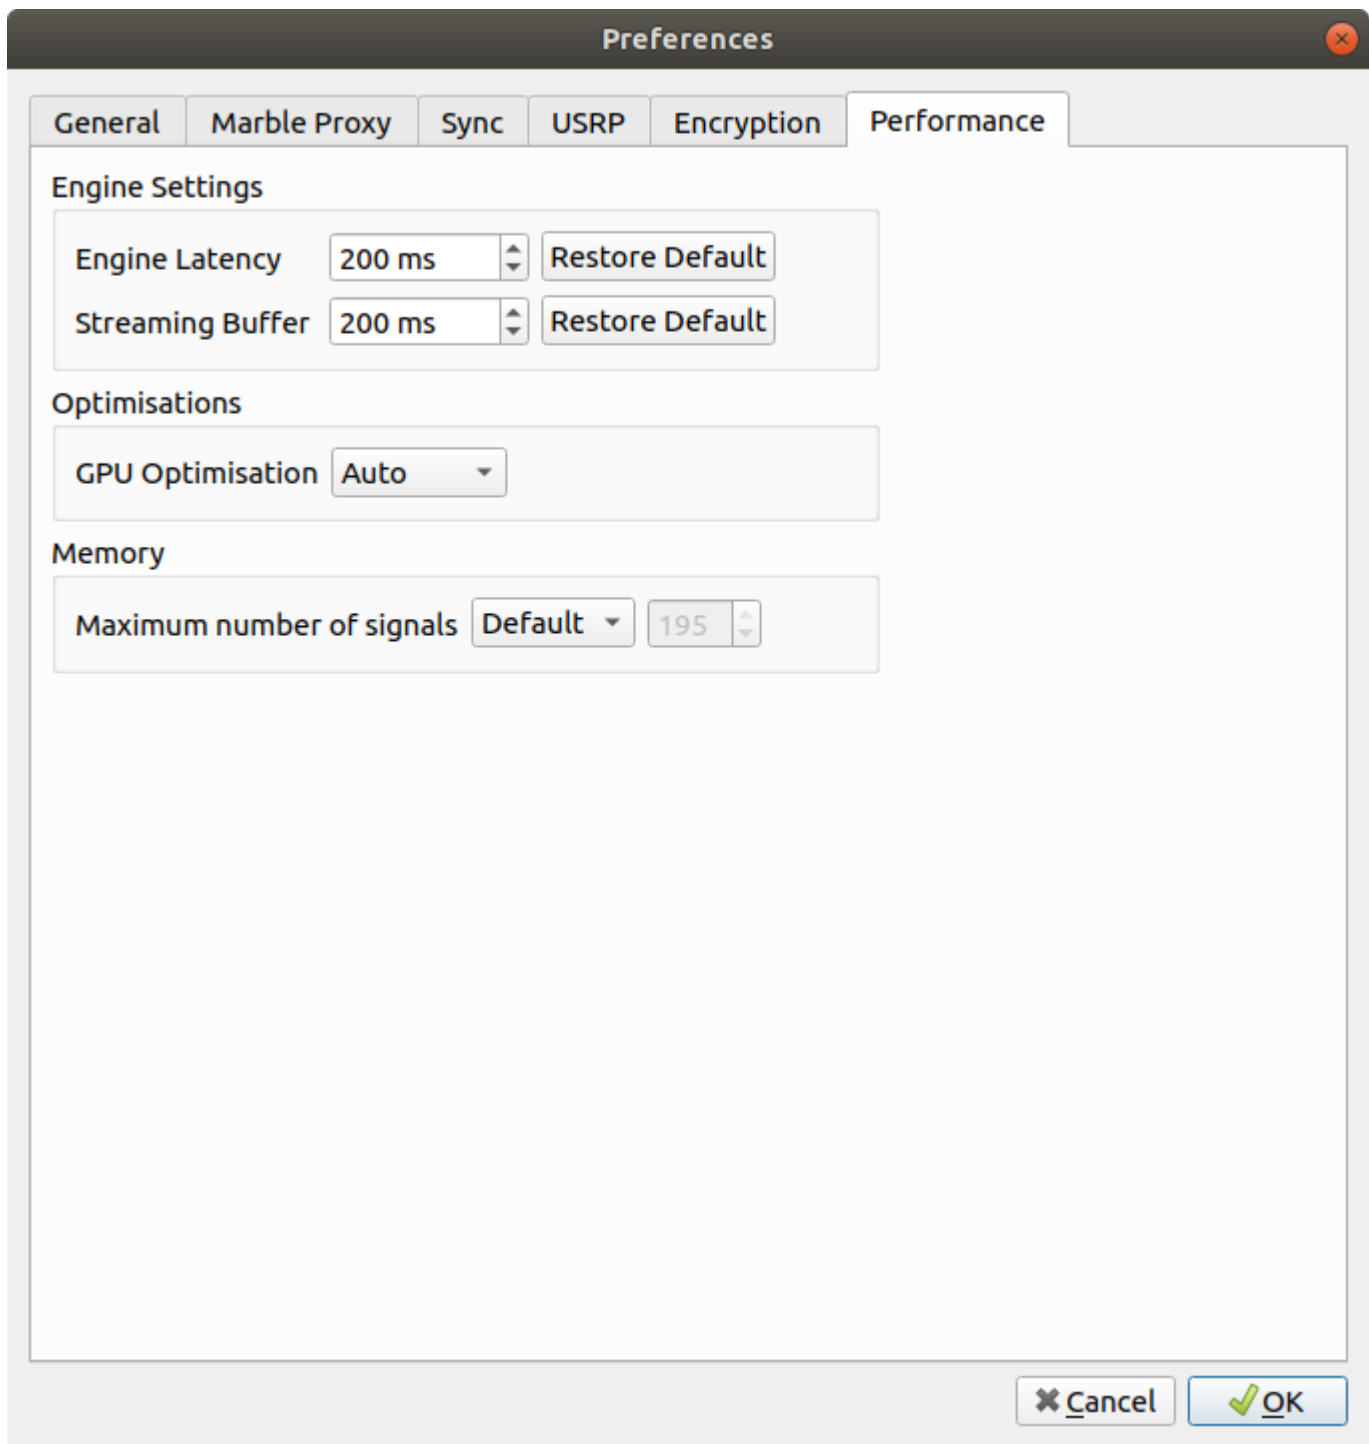 Preferences
General Marble Proxy Sync USRP Encryption Performance
Engine Settings
Engine Latency 200 ms Restore Default
Streaming Buffer 200 ms Restore Default
Optimisations
GPU Optimisation Auto
Memory
Maximum number of signals Default 195
Cancel OK